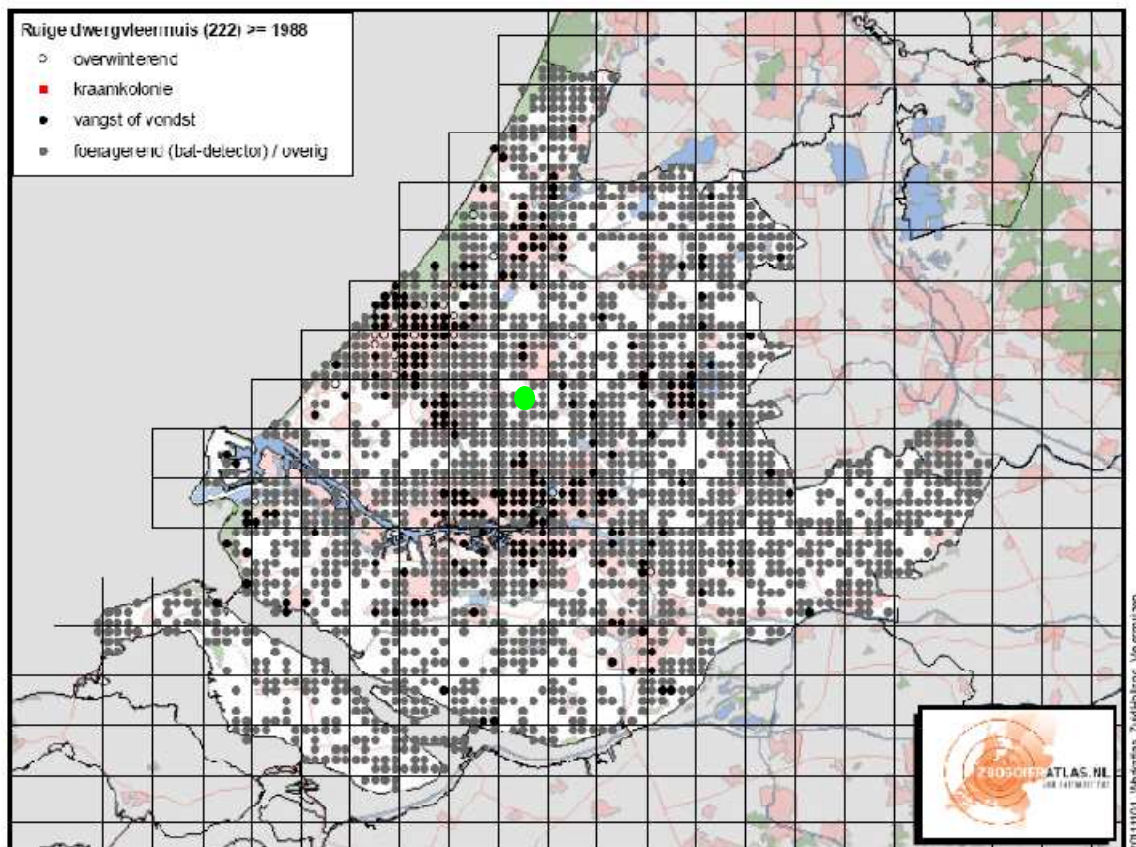 Ruige dwergvleermuis (222) >= 1988
overwinterend
kraamkolonie
vangst of vondst
foeragerend (bat-detector) / overig
ZOOGDIERATLAS.NL